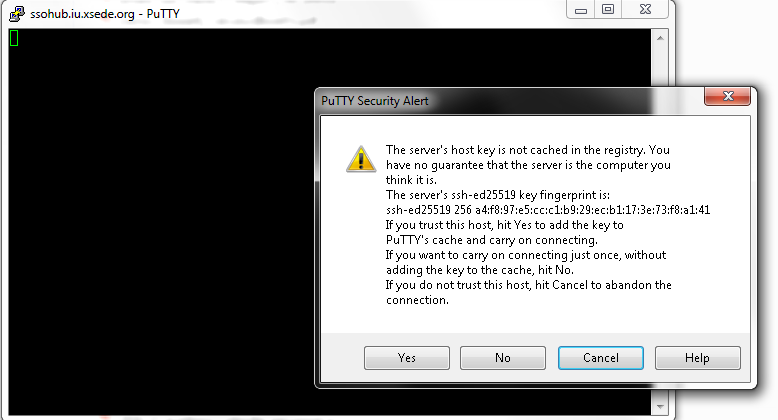 ssohub.iu.xsede.org - PuTTY
PuTTY Security Alert
The server's host key is not cached in the registry. You
have no guarantee that the server is the computer you
think it is.
The server's ssh-ed25519 key fingerprint is:
ssh-ed25519 256 a4:f8:97:e5:cc:c1:b9:29:ec:b1:17:3e:73:f8:a1:41
If you trust this host, hit Yes to add the key to
PuTTY's cache and carry on connecting.
If you want to carry on connecting just once, without
adding the key to the cache, hit No.
If you do not trust this host, hit Cancel to abandon the
connection.
Yes No Cancel Help